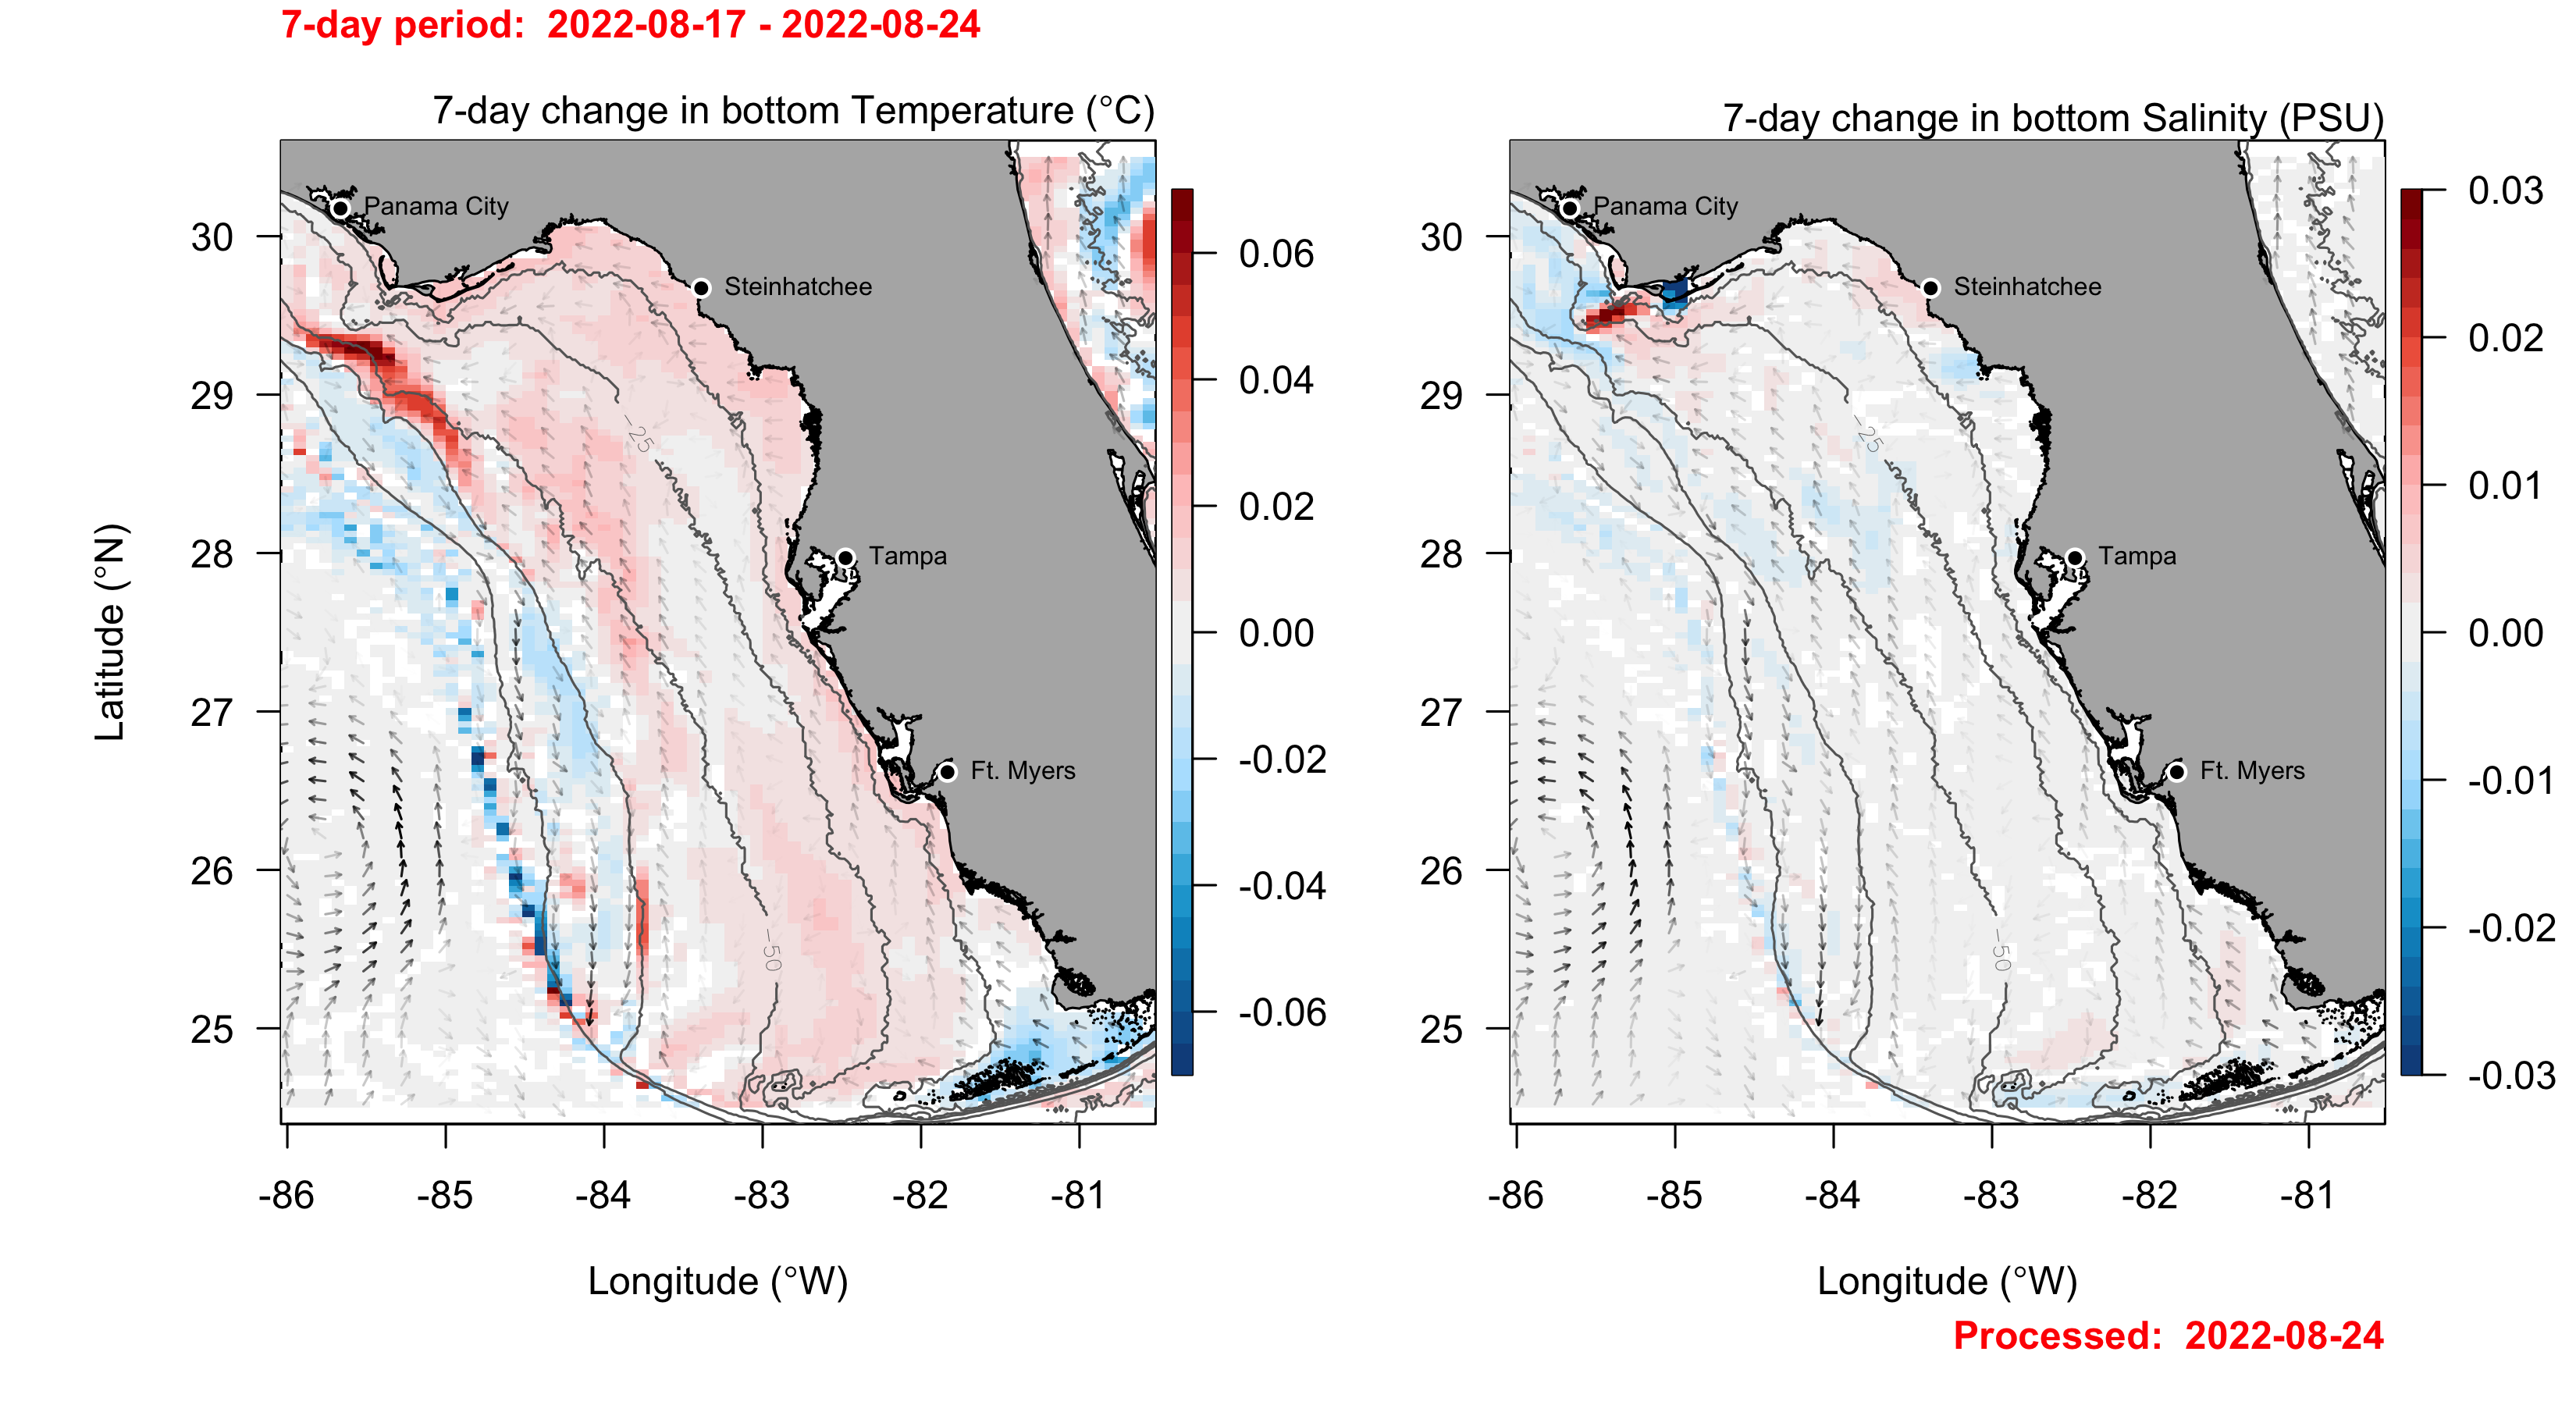 7-day period:  2022-08-17 - 2022-08-24
7-day change in bottom Temperature (°C)
Panama City
Steinhatchee
Tampa
Ft. Myers
-25
-50
30
29
28
27
26
25
Latitude (°N)
-86
-85
-84
-83
-82
-81
Longitude (°W)
0.06
0.04
0.02
0.00
-0.02
-0.04
-0.06
7-day change in bottom Salinity (PSU)
Panama City
Steinhatchee
Tampa
Ft. Myers
-25
-50
30
29
28
27
26
25
-86
-85
-84
-83
-82
-81
Longitude (°W)
0.03
0.02
0.01
0.00
-0.01
-0.02
-0.03
Processed:  2022-08-24